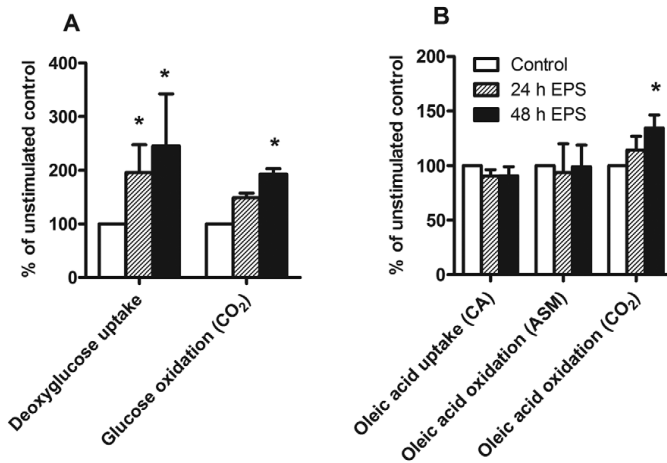 A
% of unstimulated control
400
300
200
100
0
*
*
*
Deoxyglucose uptake
Glucose oxidation (CO₂)
B
% of unstimulated control
200
150
100
50
0
Control
24 h EPS
48 h EPS
*
Oleic acid uptake (CA)
Oleic acid oxidation (ASM)
Oleic acid oxidation (CO₂)